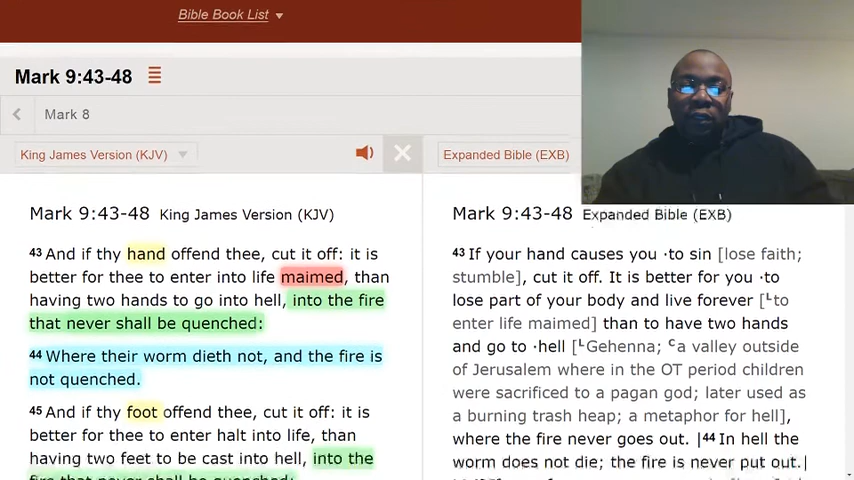 Bible Book List
Mark 9:43-48
Mark 8
King James Version (KJV)
Expanded Bible (EXB)
Mark 9:43-48 King James Version (KJV)
43 And if thy hand offend thee, cut it off: it is
better for thee to enter into life maimed, than
having two hands to go into hell, into the fire
that never shall be quenched:
44 Where their worm dieth not, and the fire is
not quenched.
45 And if thy foot offend thee, cut it off: it is
better for thee to enter halt into life, than
having two feet to be cast into hell, into the
fire that never shall be quenched:
Mark 9:43-48 Expanded Bible (EXB)
43 If your hand causes you ·to sin [lose faith;
stumble], cut it off. It is better for you ·to
lose part of your body and live forever [ᴸto
enter life maimed] than to have two hands
and go to ·hell [ᴸGehenna; ᶜa valley outside
of Jerusalem where in the OT period children
were sacrificed to a pagan god; later used as
a burning trash heap; a metaphor for hell],
where the fire never goes out. |44 In hell the
worm does not die; the fire is never put out.|